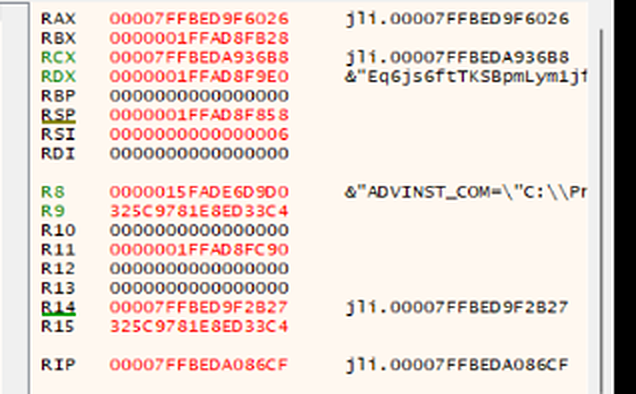 RAX 00007FFBED9F6026 jli.00007FFBED9F6026
RBX 0000001FFAD8FB28
RCX 00007FFBEDA936B8 jli.00007FFBEDA936B8
RDX 0000001FFAD8F9E0 &"Eq6js6ftTKSBpmLym1jf
RBP 0000000000000000
RSP 0000001FFAD8F858
RSI 0000000000000006
RDI 0000000000000000
R8 0000015FADE6D9D0 &"ADVINST_COM=\"C:\\Pr
R9 325C9781E8ED33C4
R10 0000000000000000
R11 0000001FFAD8FC90
R12 0000000000000000
R13 0000000000000000
R14 00007FFBED9F2B27 jli.00007FFBED9F2B27
R15 325C9781E8ED33C4
RIP 00007FFBEDA086CF jli.00007FFBEDA086CF